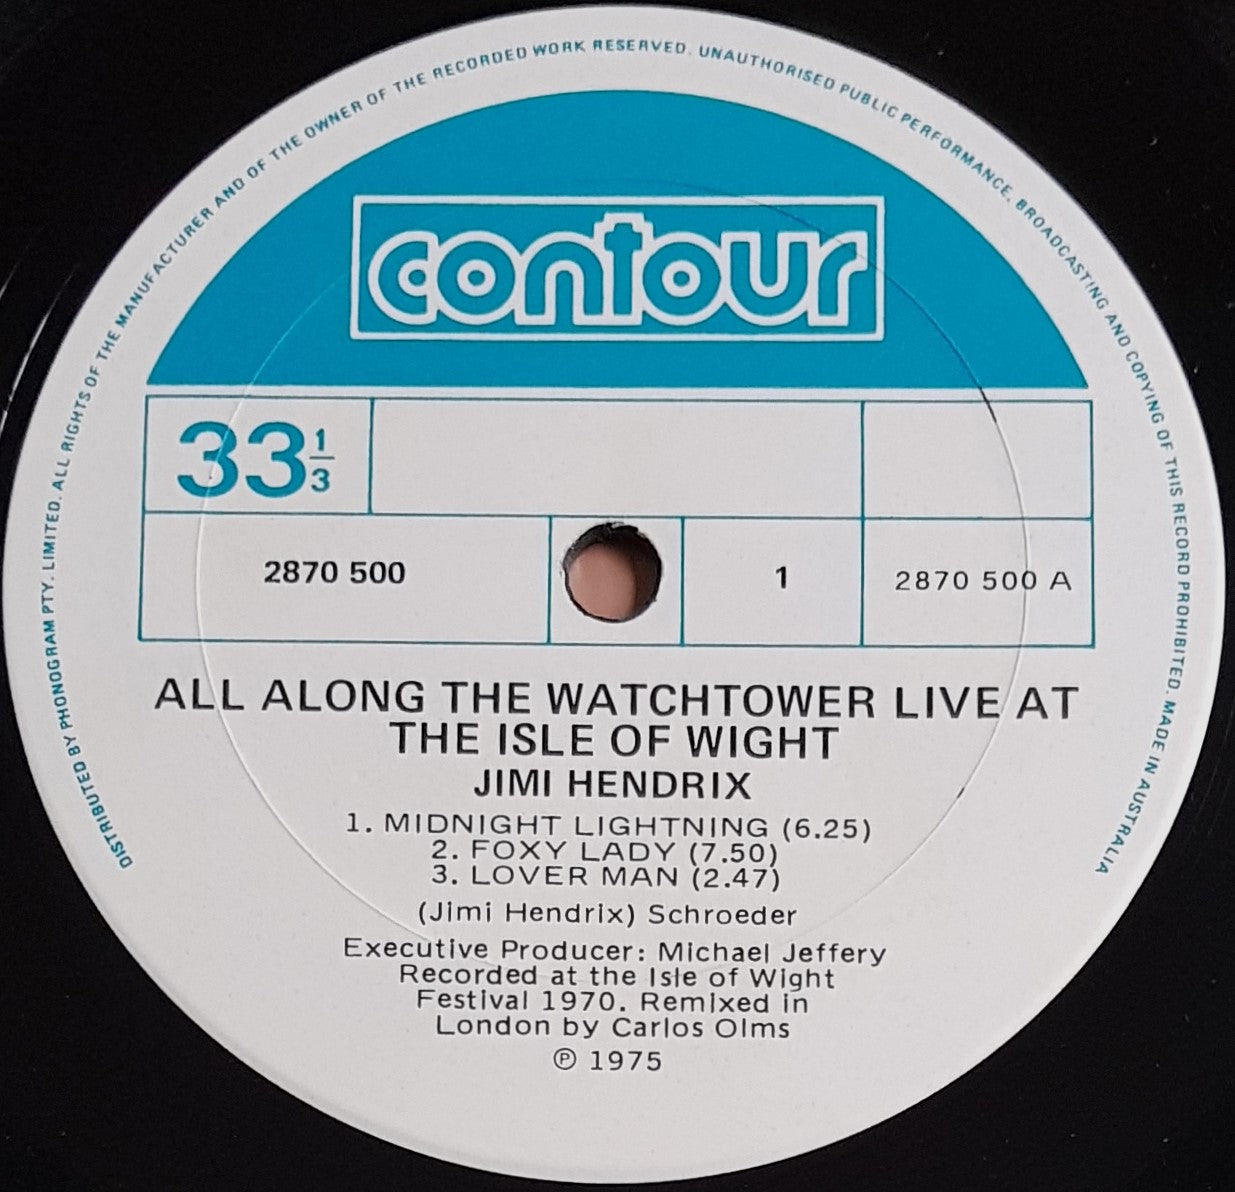 DISTRIBUTED BY PHONOGRAM PTY. LIMITED. ALL RIGHTS OF THE MANUFACTURER AND OF THE OWNER OF THE RECORDED WORK RESERVED. UNAUTHORISED PUBLIC PERFORMANCE, BROADCASTING AND COPYING OF THIS RECORD PROHIBITED. MADE IN AUSTRALIA
contour
33 1/3
2870 500 1 2870 500 A
ALL ALONG THE WATCHTOWER LIVE AT
THE ISLE OF WIGHT
JIMI HENDRIX
1. MIDNIGHT LIGHTNING (6.25)
2. FOXY LADY (7.50)
3. LOVER MAN (2.47)
(Jimi Hendrix) Schroeder
Executive Producer: Michael Jeffery
Recorded at the Isle of Wight
Festival 1970. Remixed in
London by Carlos Olms
℗ 1975